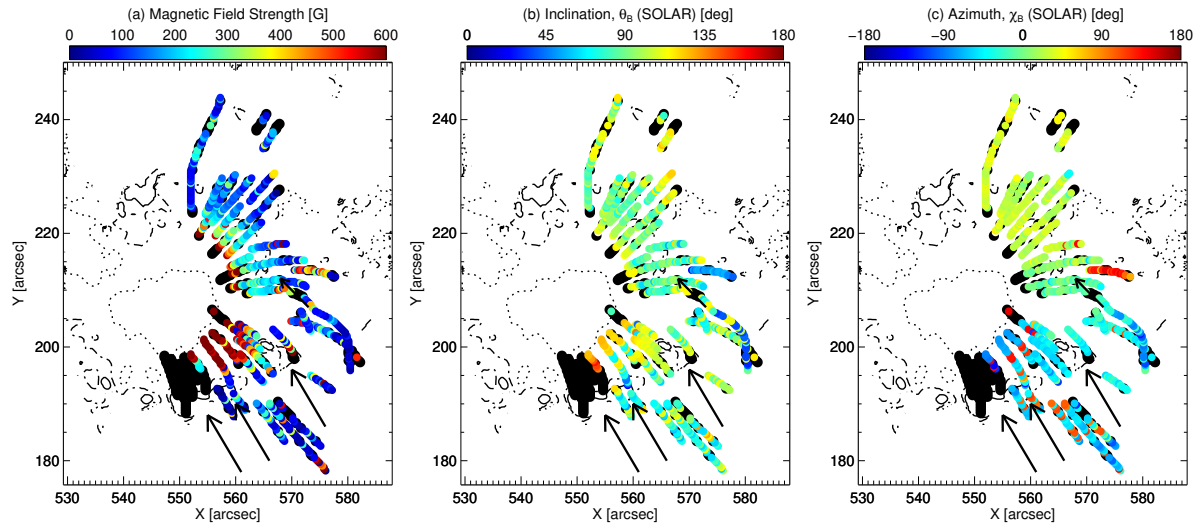 (a) Magnetic Field Strength [G]
0 100 200 300 400 500 600
(b) Inclination, θB (SOLAR) [deg]
0 45 90 135 180
(c) Azimuth, χB (SOLAR) [deg]
−180 −90 0 90 180
240
220
200
180
Y [arcsec]
530 540 550 560 570 580
X [arcsec]
240
220
200
180
Y [arcsec]
530 540 550 560 570 580
X [arcsec]
240
220
200
180
Y [arcsec]
530 540 550 560 570 580
X [arcsec]